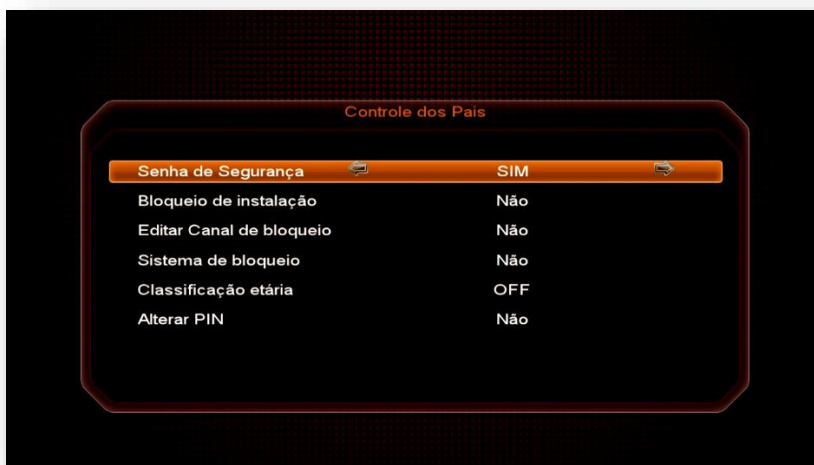 Controle dos Pais
Senha de Segurança SIM
Bloqueio de instalação Não
Editar Canal de bloqueio Não
Sistema de bloqueio Não
Classificação etária OFF
Alterar PIN Não